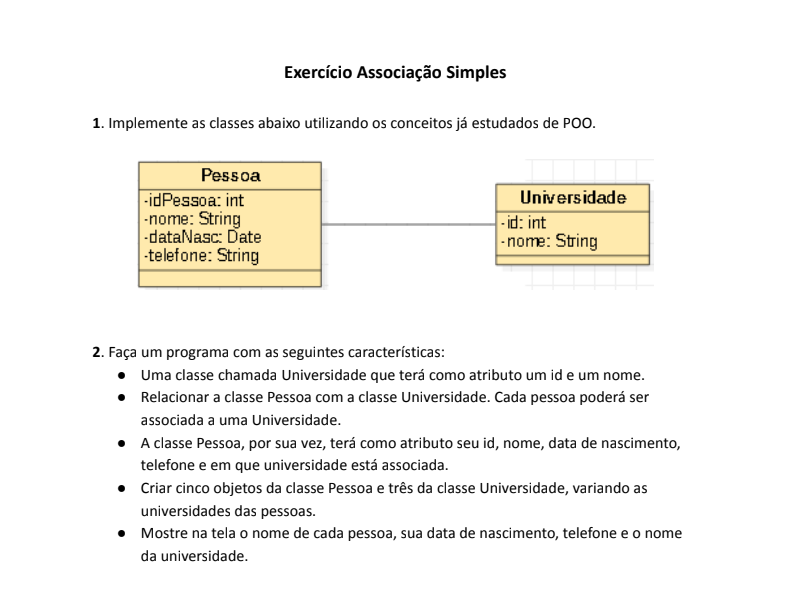 Exercício Associação Simples
1. Implemente as classes abaixo utilizando os conceitos já estudados de POO.
Pessoa
-idPessoa: int
-nome: String
-dataNasc: Date
-telefone: String
Universidade
-id: int
-nome: String
2. Faça um programa com as seguintes características:
● Uma classe chamada Universidade que terá como atributo um id e um nome.
● Relacionar a classe Pessoa com a classe Universidade. Cada pessoa poderá ser
associada a uma Universidade.
● A classe Pessoa, por sua vez, terá como atributo seu id, nome, data de nascimento,
telefone e em que universidade está associada.
● Criar cinco objetos da classe Pessoa e três da classe Universidade, variando as
universidades das pessoas.
● Mostre na tela o nome de cada pessoa, sua data de nascimento, telefone e o nome
da universidade.